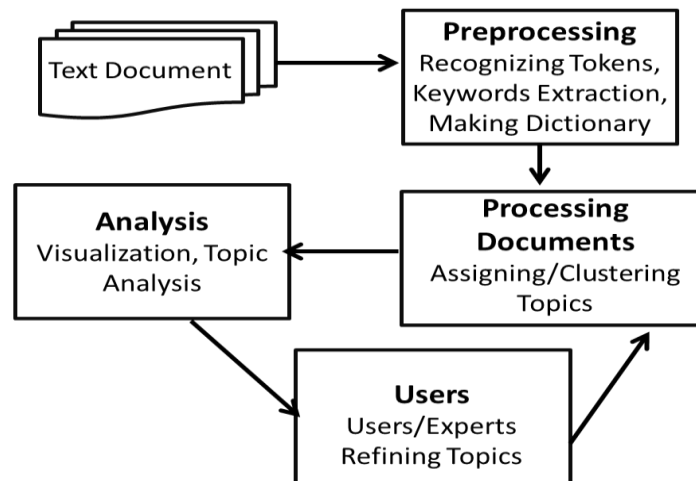 Text Document
Preprocessing
Recognizing Tokens,
Keywords Extraction,
Making Dictionary
Analysis
Visualization, Topic
Analysis
Processing
Documents
Assigning/Clustering
Topics
Users
Users/Experts
Refining Topics